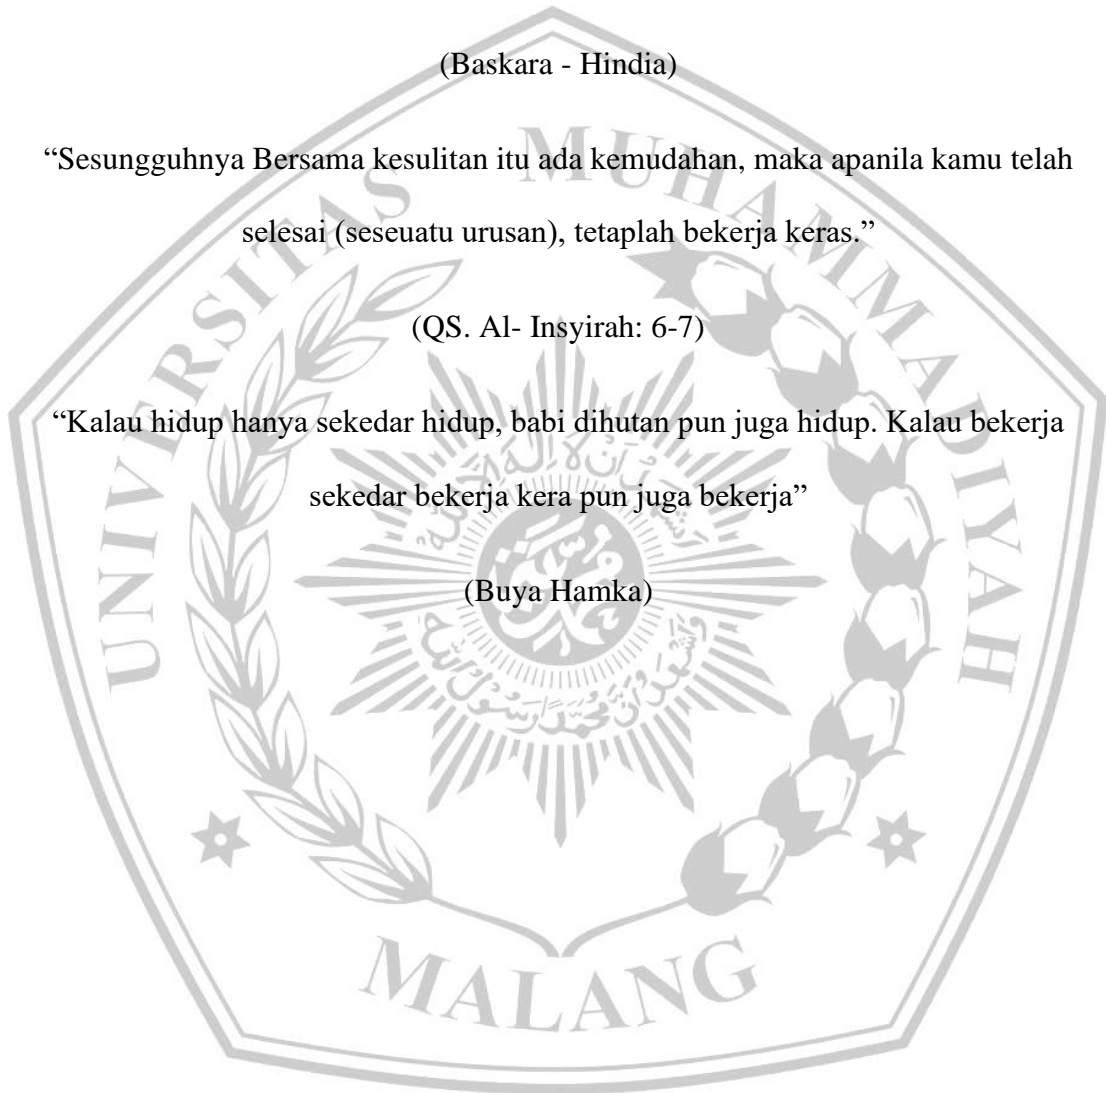 (Baskara - Hindia)
“Sesungguhnya Bersama kesulitan itu ada kemudahan, maka apanila kamu telah
selesai (seseuatu urusan), tetaplah bekerja keras.”
(QS. Al- Insyirah: 6-7)
“Kalau hidup hanya sekedar hidup, babi dihutan pun juga hidup. Kalau bekerja
sekedar bekerja kera pun juga bekerja”
(Buya Hamka)
UNIVERSITAS MUHAMMADIYAH
MALANG